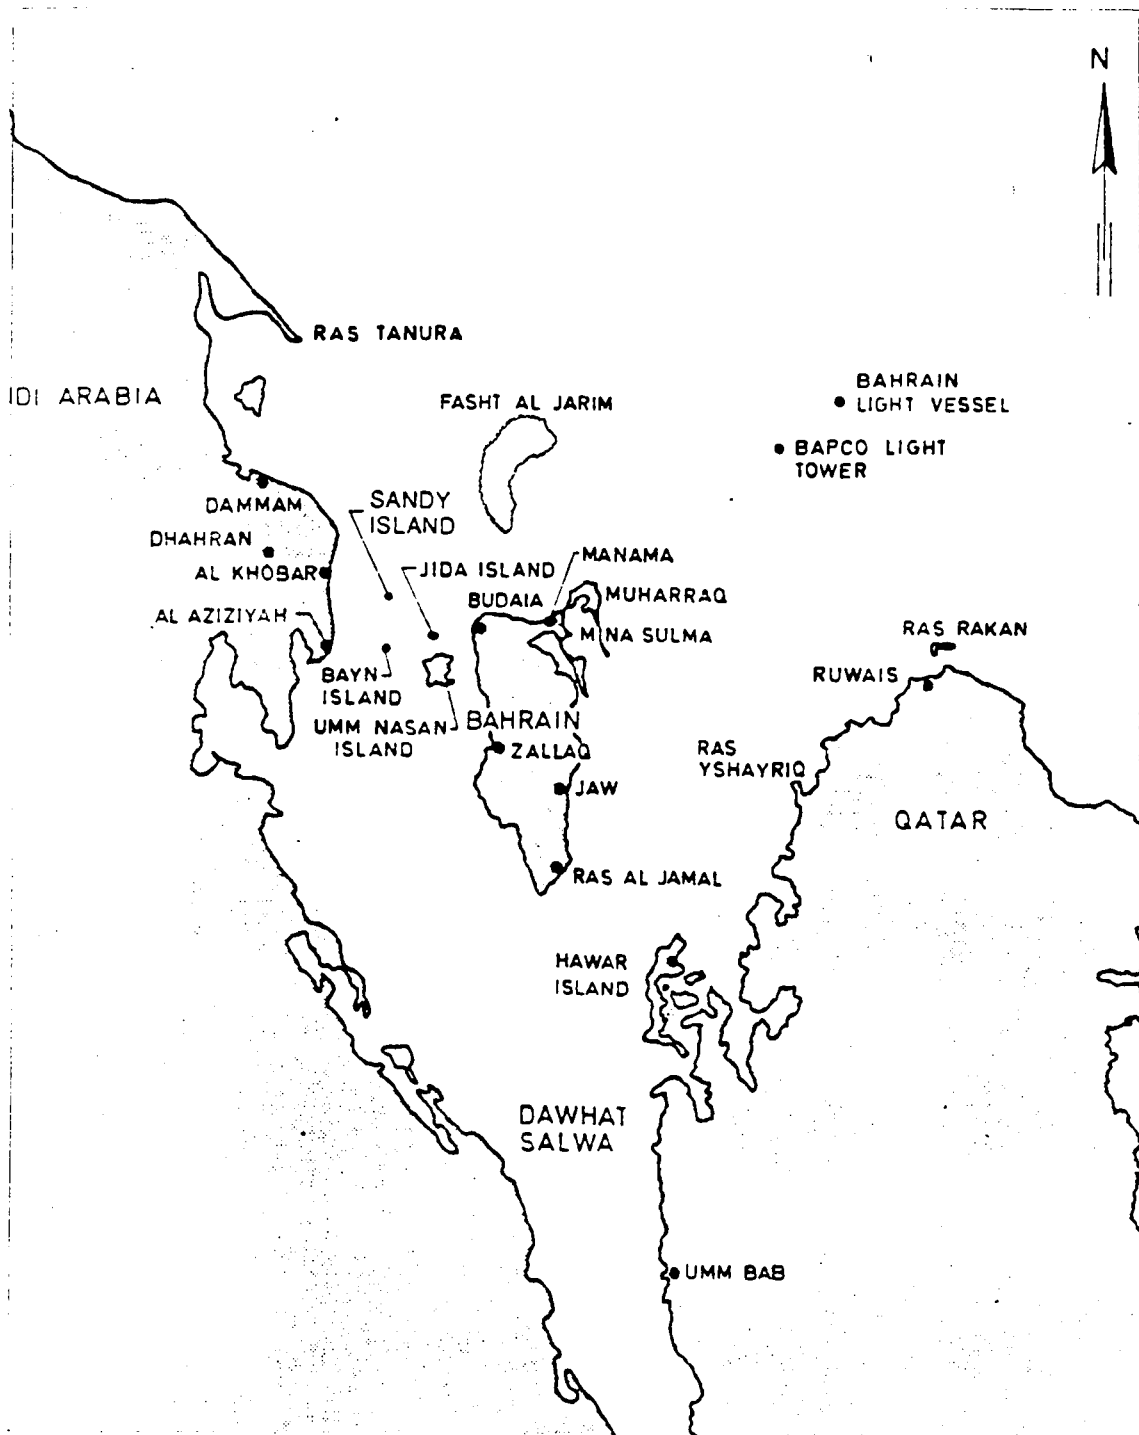 N
RAS TANURA
IDI ARABIA
BAHRAIN
LIGHT VESSEL
FASHT AL JARIM
BAPCO LIGHT
TOWER
DAMMAM
SANDY
ISLAND
DHAHRAN
AL KHOBAR
JIDA ISLAND
MANAMA
BUDAIA
MUHARRAQ
AL AZIZIYAH
MINA SULMA
RAS RAKAN
BAYN
ISLAND
RUWAIS
UMM NASAN
ISLAND
BAHRAIN
ZALLAQ
RAS
YSHAYRIQ
JAW
QATAR
RAS AL JAMAL
HAWAR
ISLAND
DAWHAT
SALWA
UMM BAB